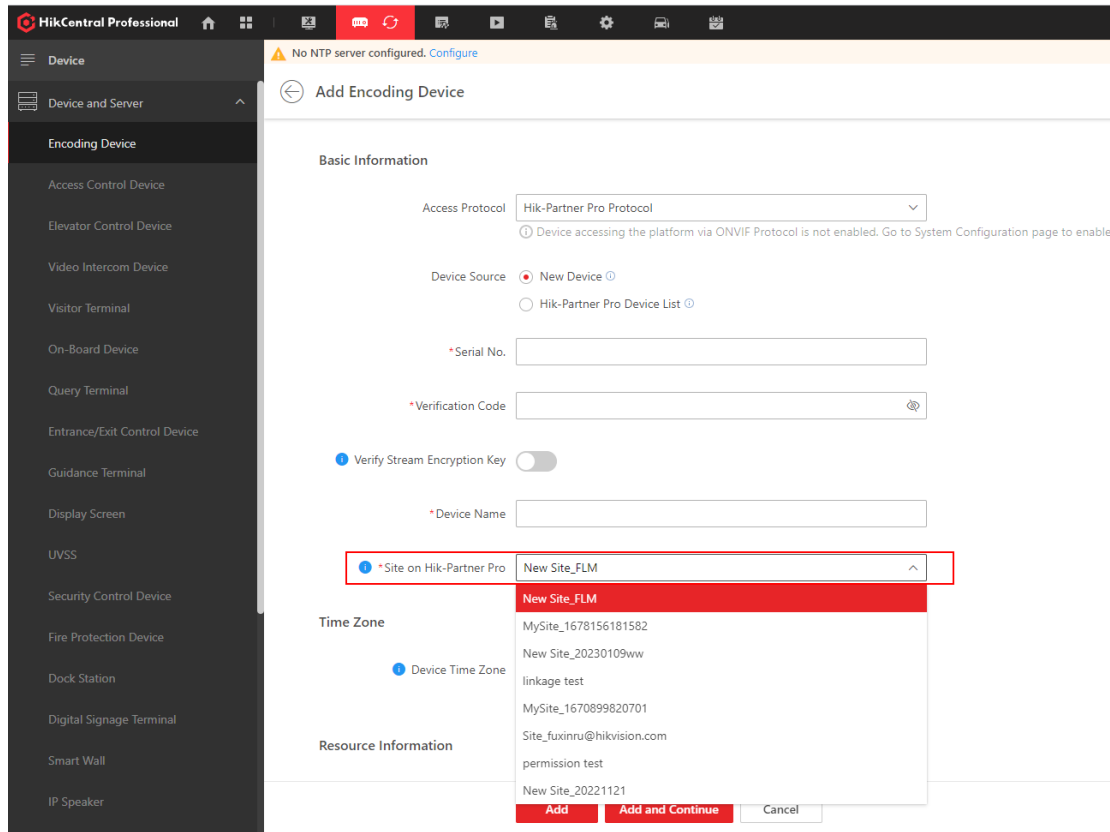 HikCentral Professional
Device
Device and Server
Encoding Device
Access Control Device
Elevator Control Device
Video Intercom Device
Visitor Terminal
On-Board Device
Query Terminal
Entrance/Exit Control Device
Guidance Terminal
Display Screen
UVSS
Security Control Device
Fire Protection Device
Dock Station
Digital Signage Terminal
Smart Wall
IP Speaker
No NTP server configured. Configure
Add Encoding Device
Basic Information
Access Protocol Hik-Partner Pro Protocol
Device accessing the platform via ONVIF Protocol is not enabled. Go to System Configuration page to enable
Device Source New Device
Hik-Partner Pro Device List
*Serial No.
*Verification Code
Verify Stream Encryption Key
*Device Name
*Site on Hik-Partner Pro New Site_FLM
New Site_FLM
MySite_1678156181582
New Site_20230109ww
linkage test
MySite_1670899820701
Site_fuxinru@hikvision.com
permission test
New Site_20221121
Time Zone
Device Time Zone
Resource Information
Add Add and Continue Cancel